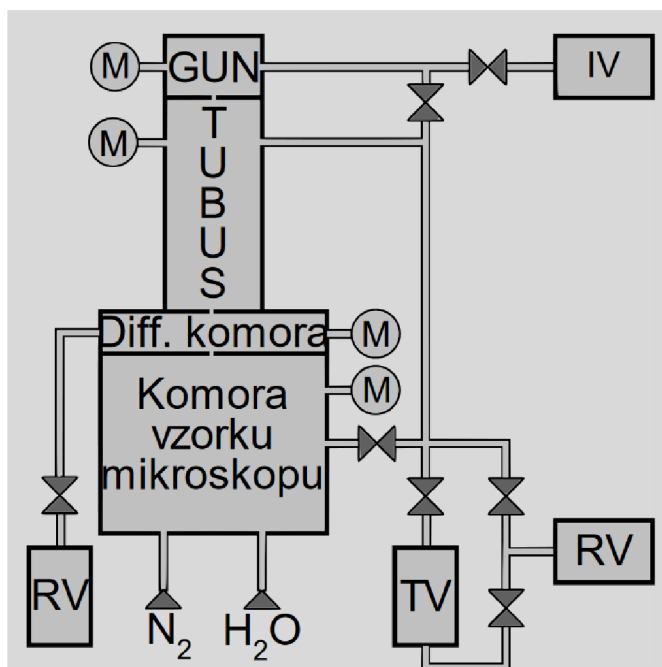 M
GUN
IV
M
T
U
B
U
S
Diff. komora
M
Komora
vzorku
mikroskopu
M
RV
N₂
H₂O
TV
RV